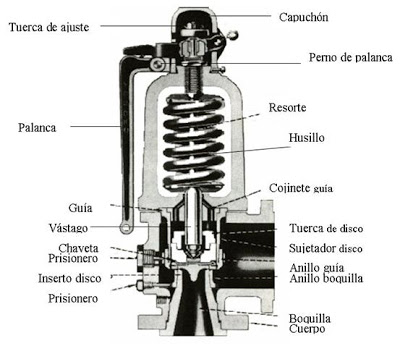 Capuchón
Tuerca de ajuste
Perno de palanca
Resorte
Palanca
Husillo
Cojinete guía
Guía
Vástago
Tuerca de disco
Chaveta
Sujetador disco
Prisionero
Anillo guía
Inserto disco
Anillo boquilla
Prisionero
Boquilla
Cuerpo